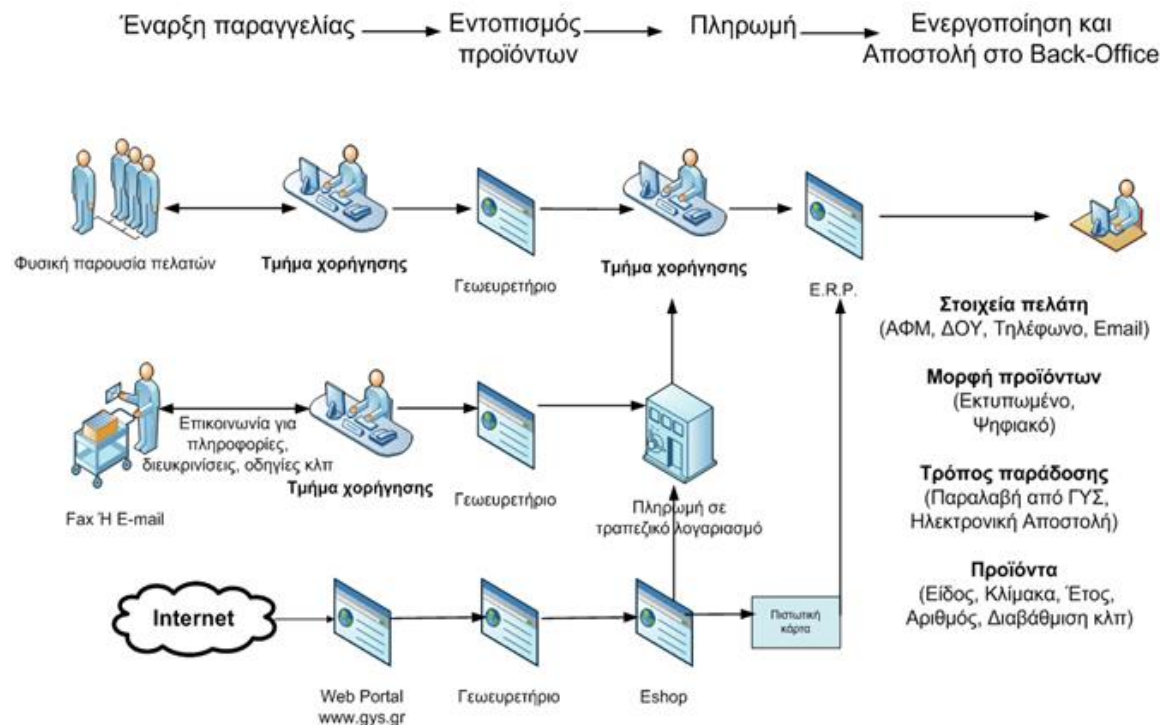 Έναρξη παραγγελίας
Εντοπισμός
προϊόντων
Πληρωμή
Ενεργοποίηση και
Αποστολή στο Back-Office
Φυσική παρουσία πελατών
Τμήμα χορήγησης
Γεωευρετήριο
Τμήμα χορήγησης
E.R.P.
Στοιχεία πελάτη
(ΑΦΜ, ΔΟΥ, Τηλέφωνο, Email)
Μορφή προϊόντων
(Εκτυπωμένο,
Ψηφιακό)
Τρόπος παράδοσης
(Παραλαβή από ΓΥΣ,
Ηλεκτρονική Αποστολή)
Προϊόντα
(Είδος, Κλίμακα, Έτος,
Αριθμός, Διαβάθμιση κλπ)
Fax Ή E-mail
Επικοινωνία για
πληροφορίες,
διευκρινίσεις, οδηγίες κλπ
Τμήμα χορήγησης
Γεωευρετήριο
Πληρωμή σε
τραπεζικό λογαριασμό
Internet
Web Portal
www.gys.gr
Γεωευρετήριο
Eshop
Πιστωτική
κάρτα